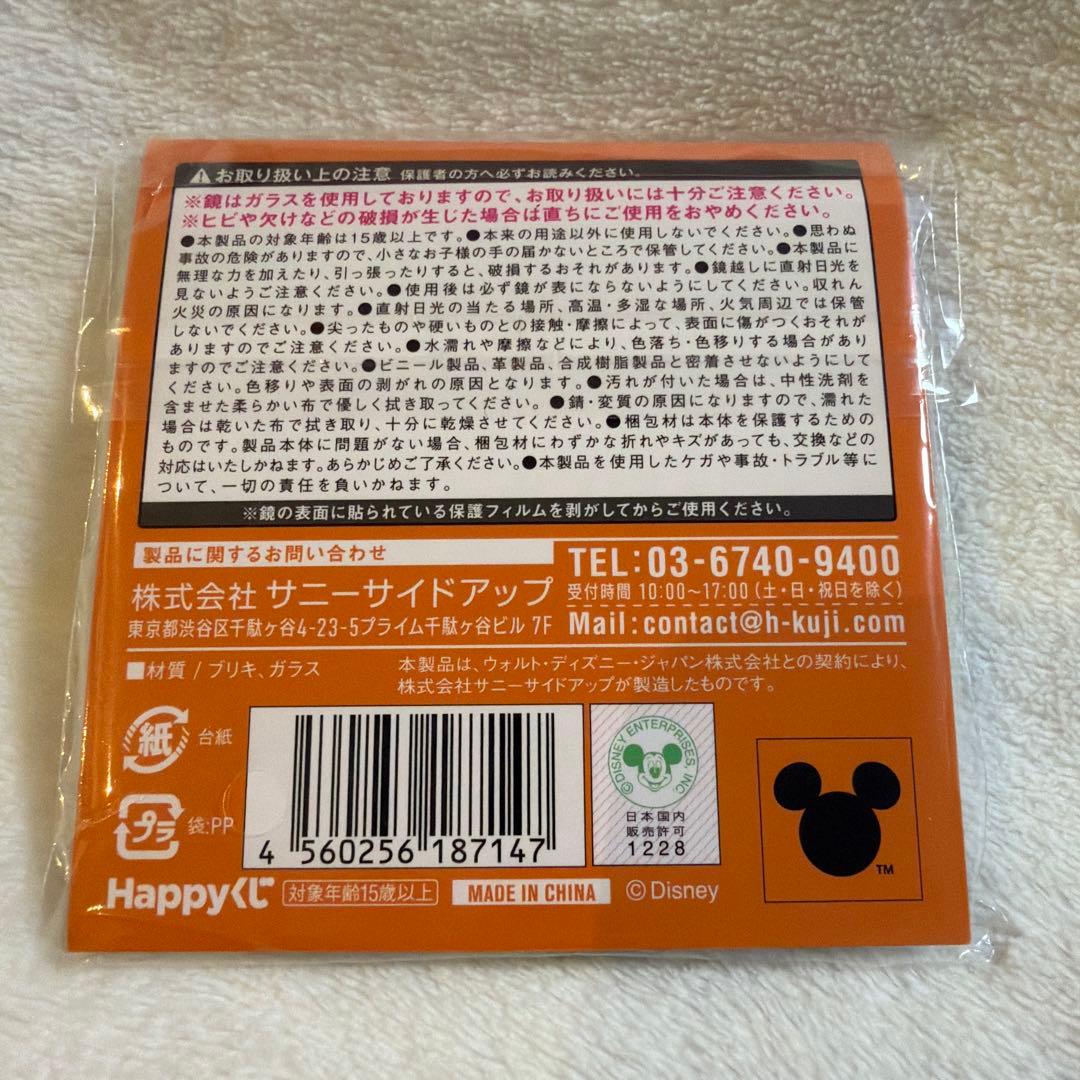 お取り扱い上の注意 保護者の方へ必ずお読みください。
※鏡はガラスを使用しておりますので、お取り扱いには十分ご注意ください。
※ヒビや欠けなどの破損が生じた場合は直ちにご使用をおやめください。
●本製品の対象年齢は15歳以上です。●本来の用途以外に使用しないでください。●思わぬ
事故の危険がありますので、小さなお子様の手の届かないところで保管してください。●本製品に
無理な力を加えたり、引っ張ったりすると、破損するおそれがあります。●鏡越しに直射日光を
見ないようご注意ください。●使用後は必ず鏡が表にならないようにしてください。収れん
火災の原因になります。●直射日光の当たる場所、高温・多湿な場所、火気周辺では保管
しないでください。●尖ったものや硬いものとの接触・摩擦によって、表面に傷がつくおそれが
ありますのでご注意ください。●水濡れや摩擦などにより、色落ち・色移りする場合があり
ますのでご注意ください。●ビニール製品、革製品、合成樹脂製品と密着させないようにして
ください。色移りや表面の剥がれの原因となります。●汚れが付いた場合は、中性洗剤を
含ませた柔らかい布で優しく拭き取ってください。●錆・変質の原因になりますので、濡れた
場合は乾いた布で拭き取り、十分に乾燥させてください。●梱包材は本体を保護するための
ものです。製品本体に問題がない場合、梱包材にわずかな折れやキズがあっても、交換などの
対応はいたしかねます。あらかじめご了承ください。●本製品を使用したケガや事故・トラブル等に
ついて、一切の責任を負いかねます。
※鏡の表面に貼られている保護フィルムを剥がしてからご使用ください。
製品に関するお問い合わせ
株式会社 サニーサイドアップ
東京都渋谷区千駄ヶ谷4-23-5プライム千駄ヶ谷ビル 7F
TEL:03-6740-9400
受付時間 10:00〜17:00(土・日・祝日を除く)
Mail:contact@h-kuji.com
■材質 / ブリキ、ガラス
本製品は、ウォルト・ディズニー・ジャパン株式会社との契約により、
株式会社サニーサイドアップが製造したものです。
紙 台紙
プラ 袋:PP
4 560256 187147
©DISNEY ENTERPRISES, INC.
日本国内
販売許可
1228
TM
Happyくじ
対象年齢15歳以上
MADE IN CHINA
©Disney